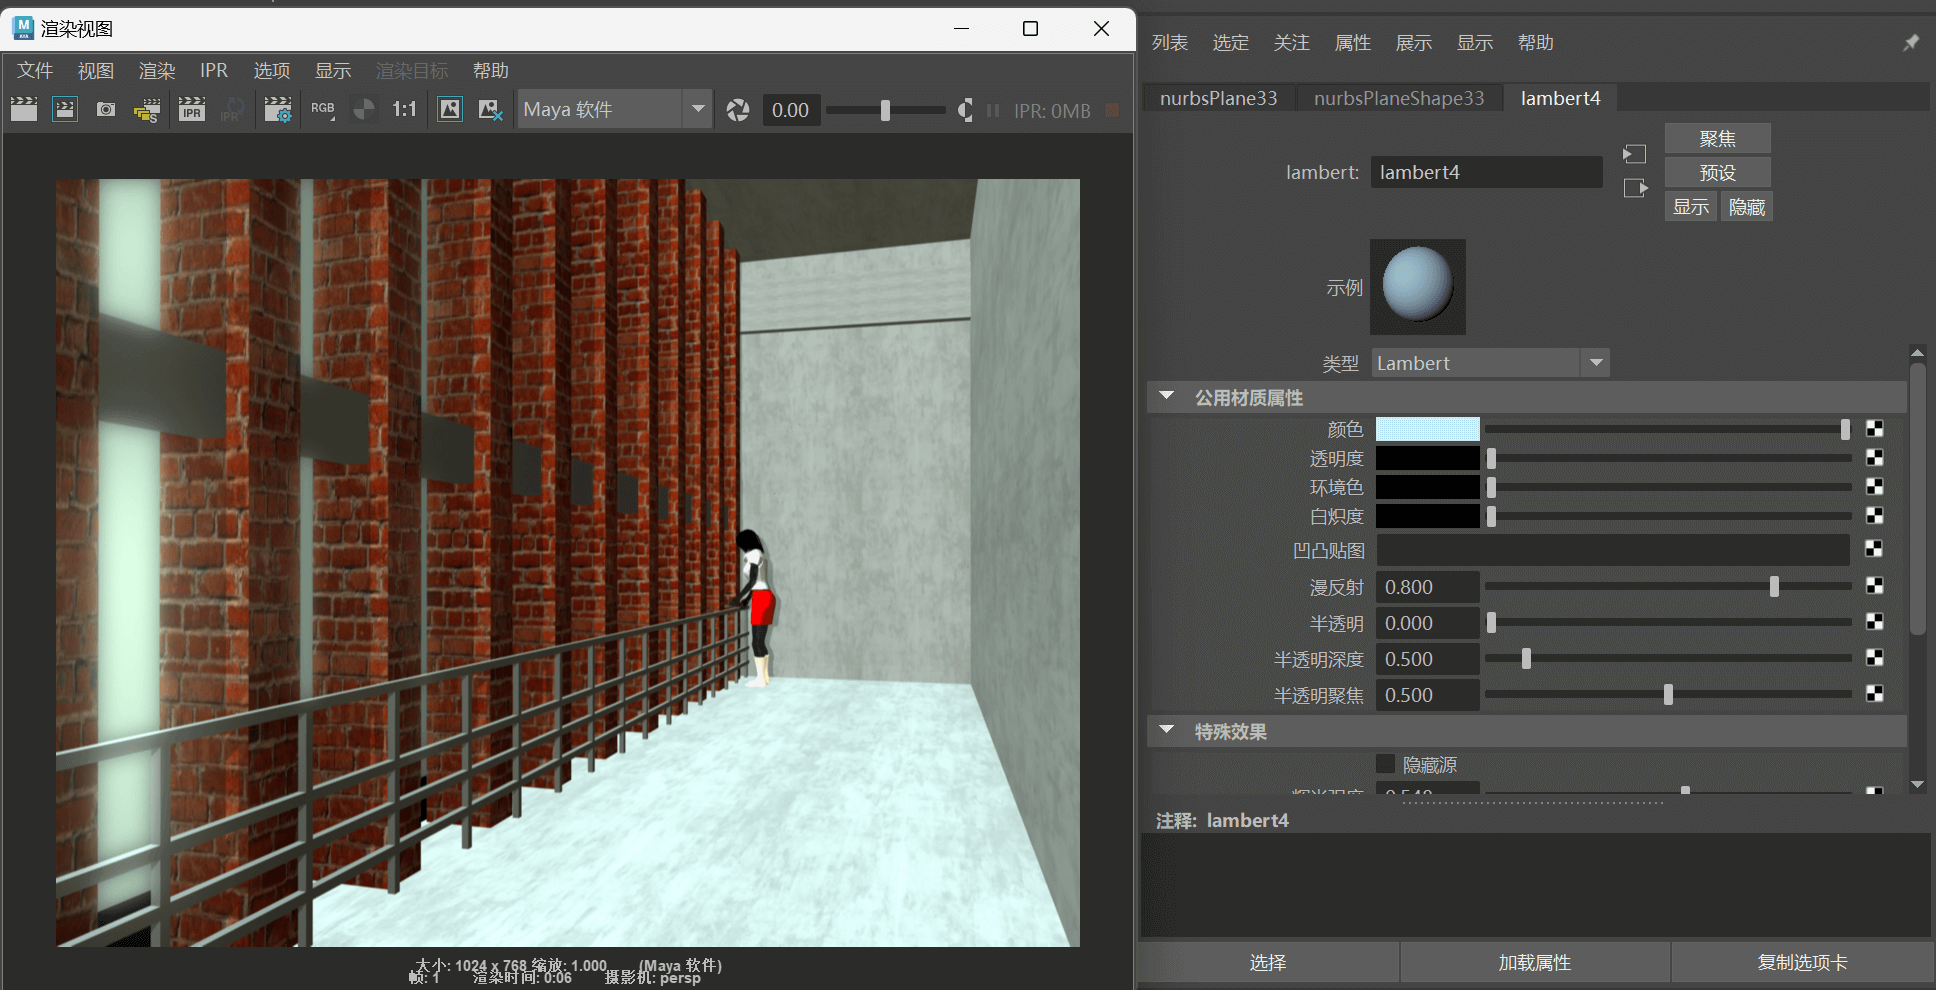 渲染视图
文件 视图 渲染 IPR 选项 显示 渲染目标 帮助
IPR IPR RGB 1:1 Maya 软件 0.00 IPR: 0MB
大小: 1024 x 768 缩放: 1.000 (Maya 软件)
帧: 1 渲染时间: 0:06 摄影机: persp
列表 选定 关注 属性 展示 显示 帮助
nurbsPlane33 nurbsPlaneShape33 lambert4
聚焦
lambert: lambert4 预设
显示 隐藏
示例
类型 Lambert
公用材质属性
颜色
透明度
环境色
白炽度
凹凸贴图
漫反射 0.800
半透明 0.000
半透明深度 0.500
半透明聚焦 0.500
特殊效果
隐藏源
注释: lambert4
选择 加载属性 复制选项卡